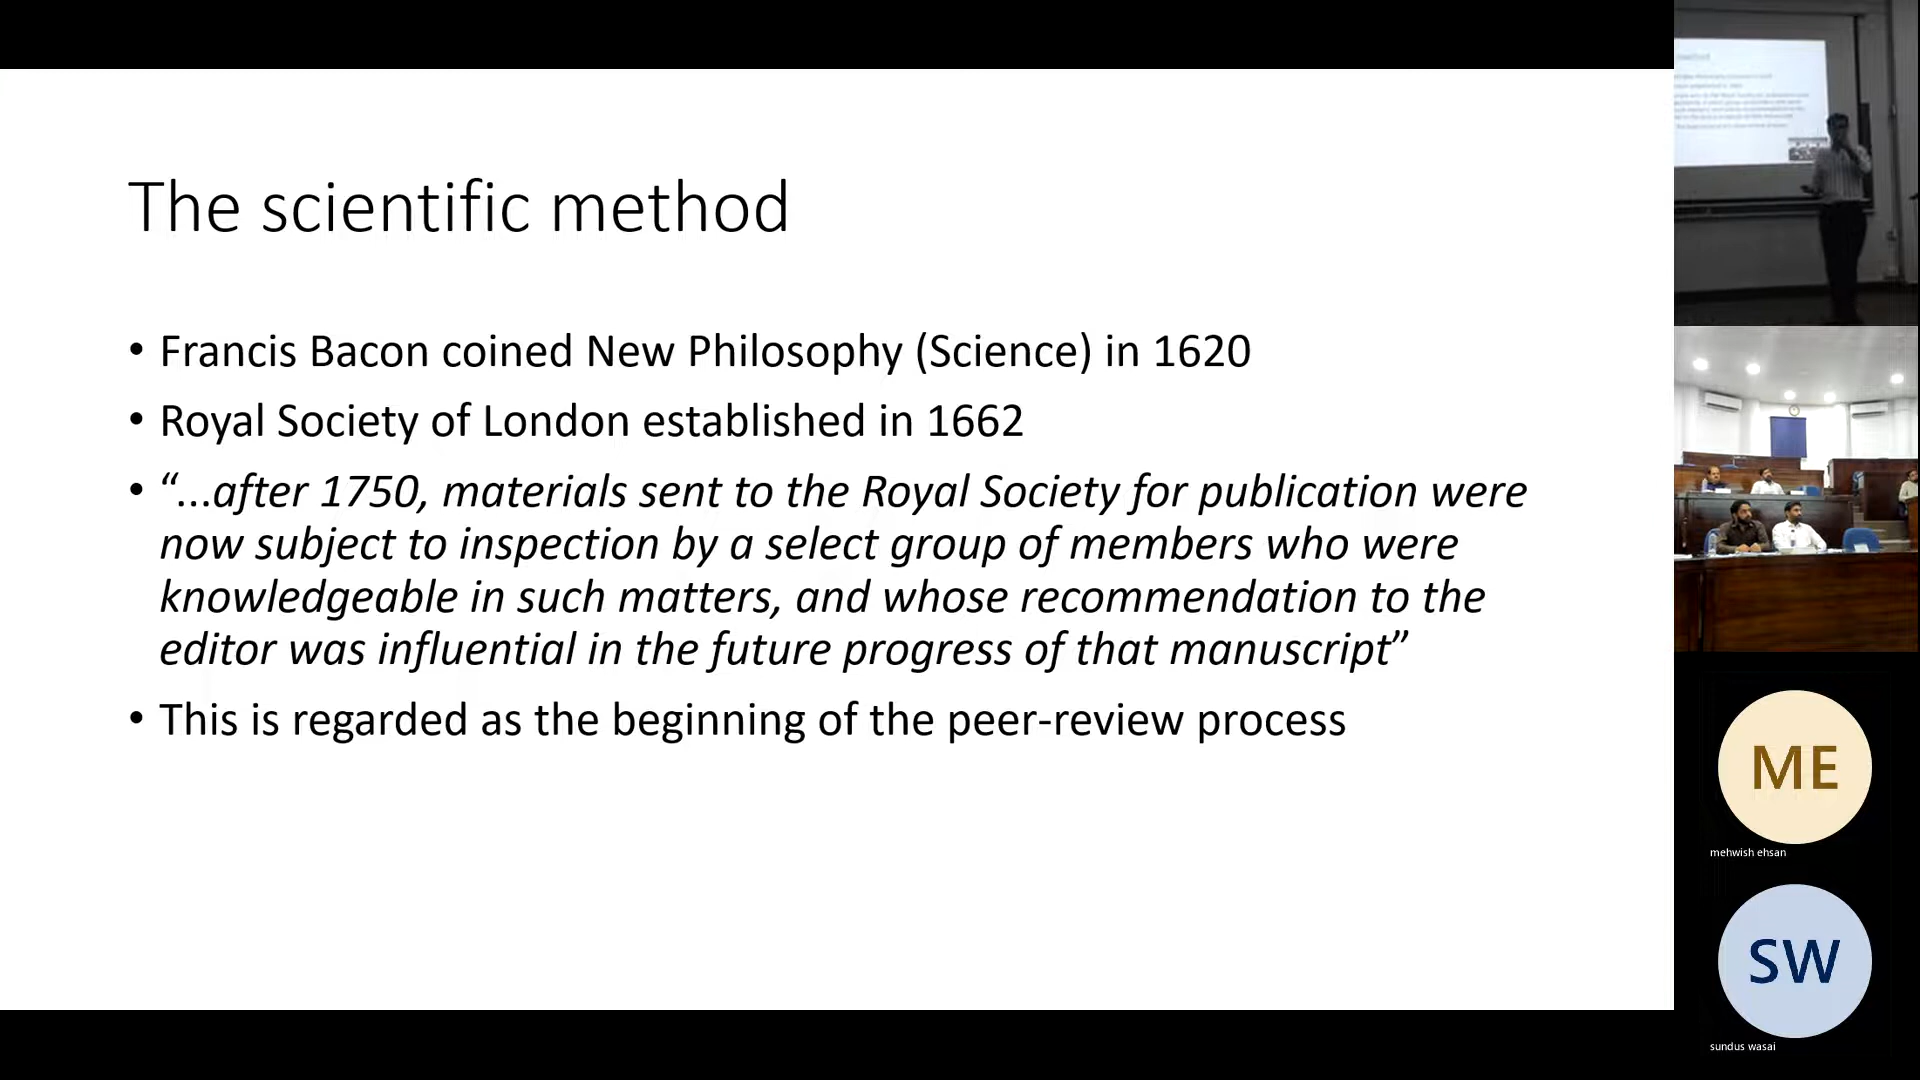 The scientific method
• Francis Bacon coined New Philosophy (Science) in 1620
• Royal Society of London established in 1662
• “...after 1750, materials sent to the Royal Society for publication were
now subject to inspection by a select group of members who were
knowledgeable in such matters, and whose recommendation to the
editor was influential in the future progress of that manuscript”
• This is regarded as the beginning of the peer-review process
ME
mehwish ehsan
SW
sundus wasai